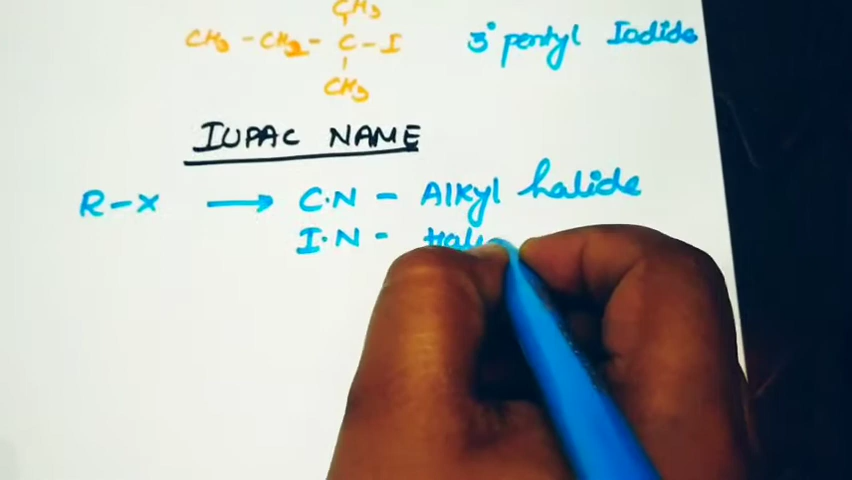 CH3
CH3 - CH2 - C - I 3° pentyl Iodide
CH3
IUPAC NAME
R-X → C.N - Alkyl halide
I.N -